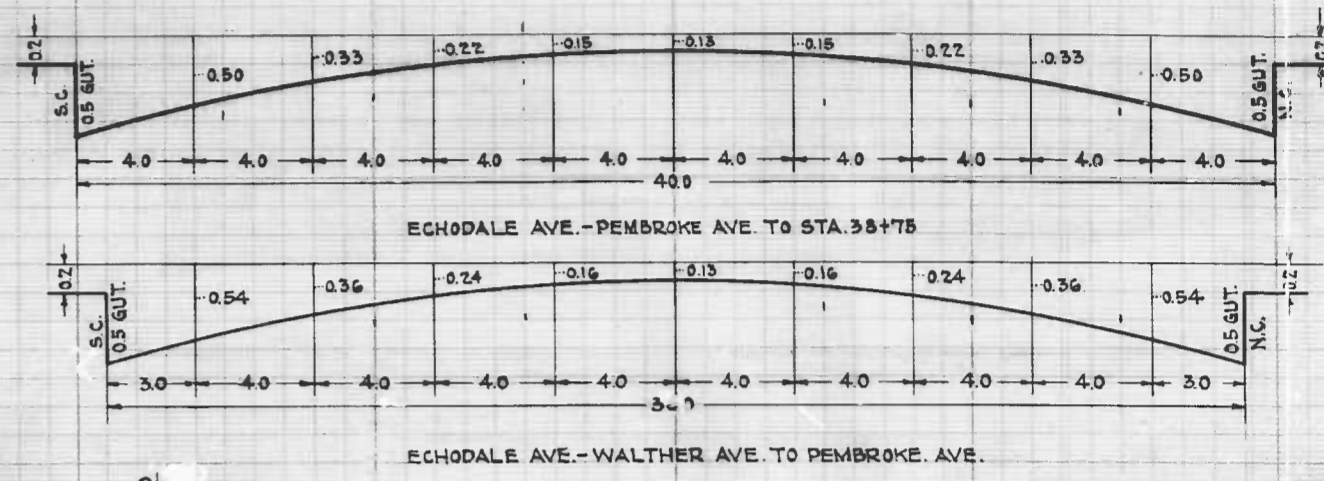 0.2
0.50 0.33 0.22 0.15 0.13 0.15 0.22 0.33 0.50
0.2
S.C.
0.5 GUT.
0.5 GUT.
N.C.
4.0 4.0 4.0 4.0 4.0 4.0 4.0 4.0 4.0 4.0
40.0
ECHODALE AVE.-PEMBROKE AVE. TO STA.38+75
0.2
0.54 0.36 0.24 0.16 0.13 0.16 0.24 0.36 0.54
0.2
S.C.
0.5 GUT.
0.5 GUT.
N.C.
3.0 4.0 4.0 4.0 4.0 4.0 4.0 4.0 4.0 3.0
ECHODALE AVE.-WALTHER AVE. TO PEMBROKE. AVE.